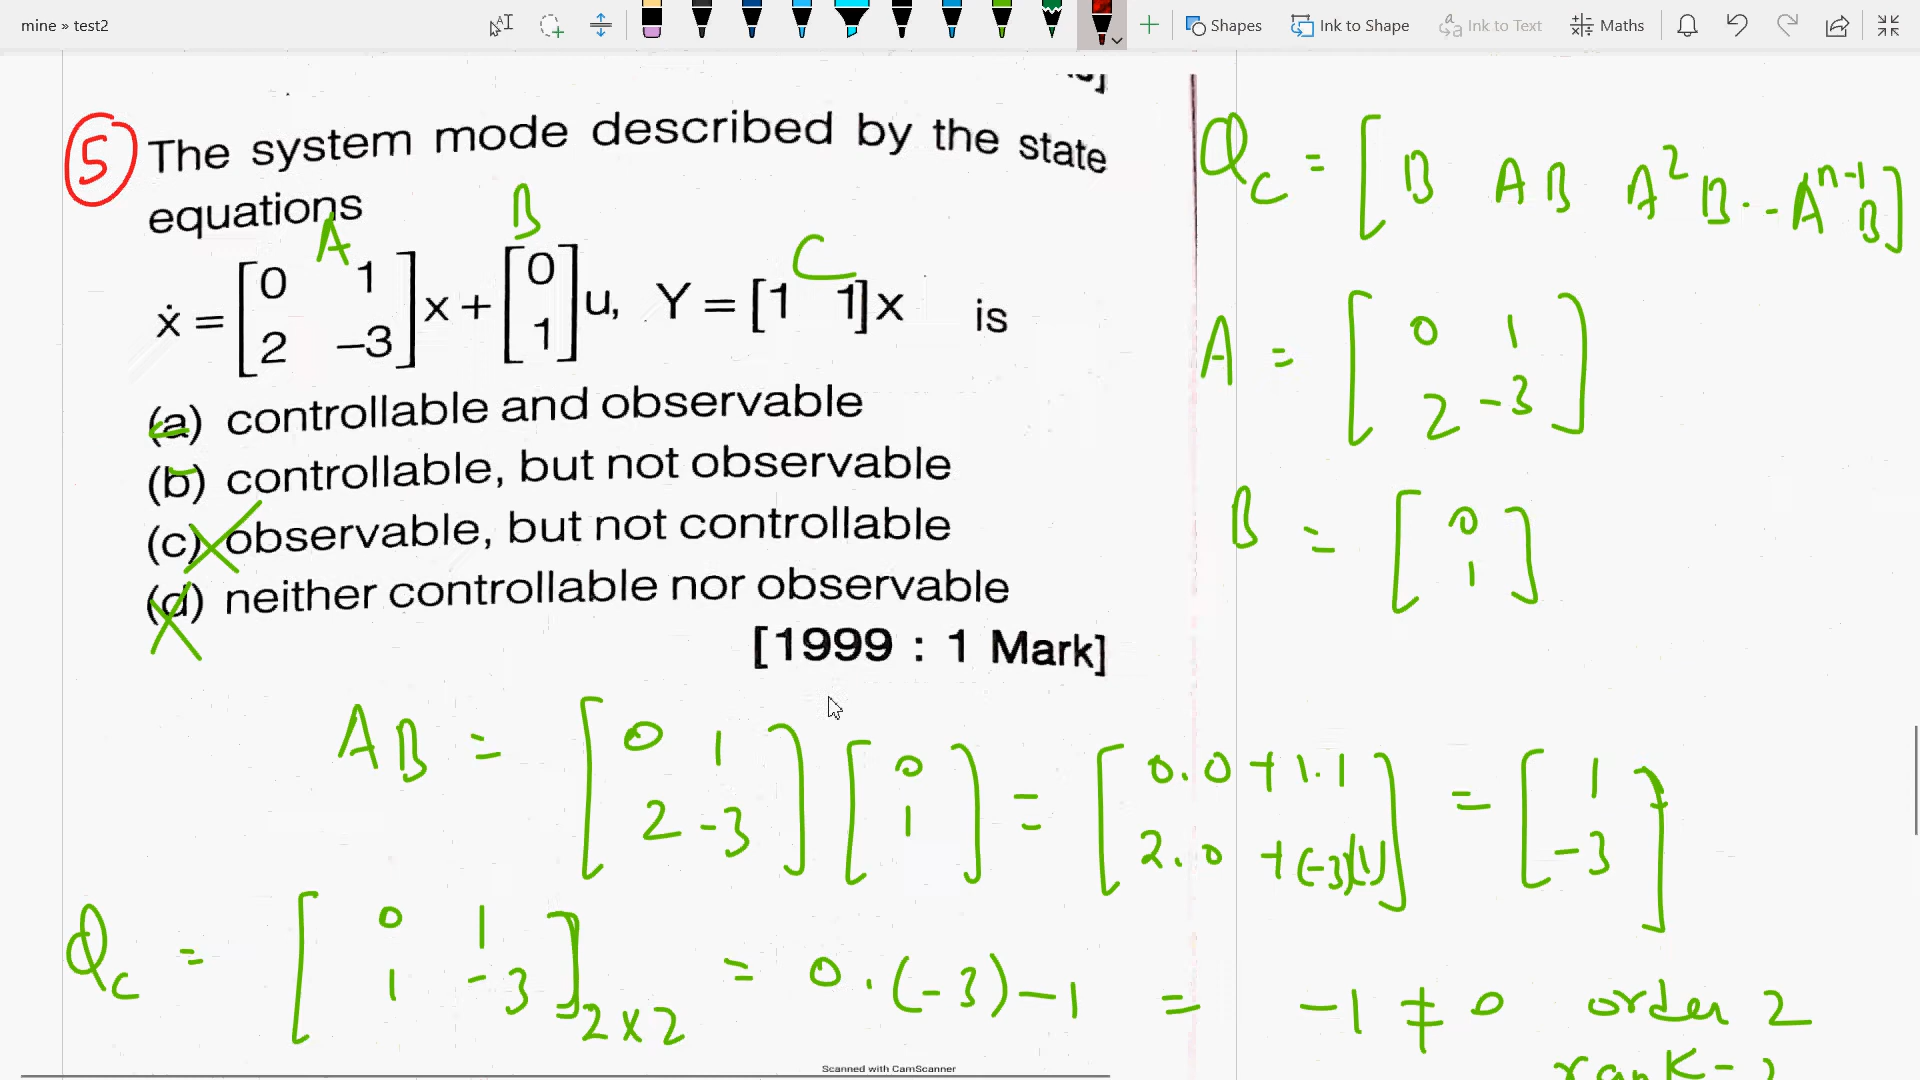 mine » test2
Shapes
Ink to Shape
Ink to Text
Maths
5 The system mode described by the state
equations
A B C
ẋ = [0 1; 2 −3] x + [0; 1] u, Y = [1 1]x is
(a) controllable and observable
(b) controllable, but not observable
(c) observable, but not controllable
(d) neither controllable nor observable
[1999 : 1 Mark]
Qc = [B AB A²B.. - Aⁿ⁻¹B]
A = [0 1; 2 -3]
B = [0; 1]
AB = [0 1; 2 -3] [0; 1] = [0.0 + 1.1; 2.0 + (-3)(1)] = [1; -3]
Qc = [0 1; 1 -3] 2x2 = 0.(-3) - 1 = -1 ≠ 0 order 2
rank -
Scanned with CamScanner